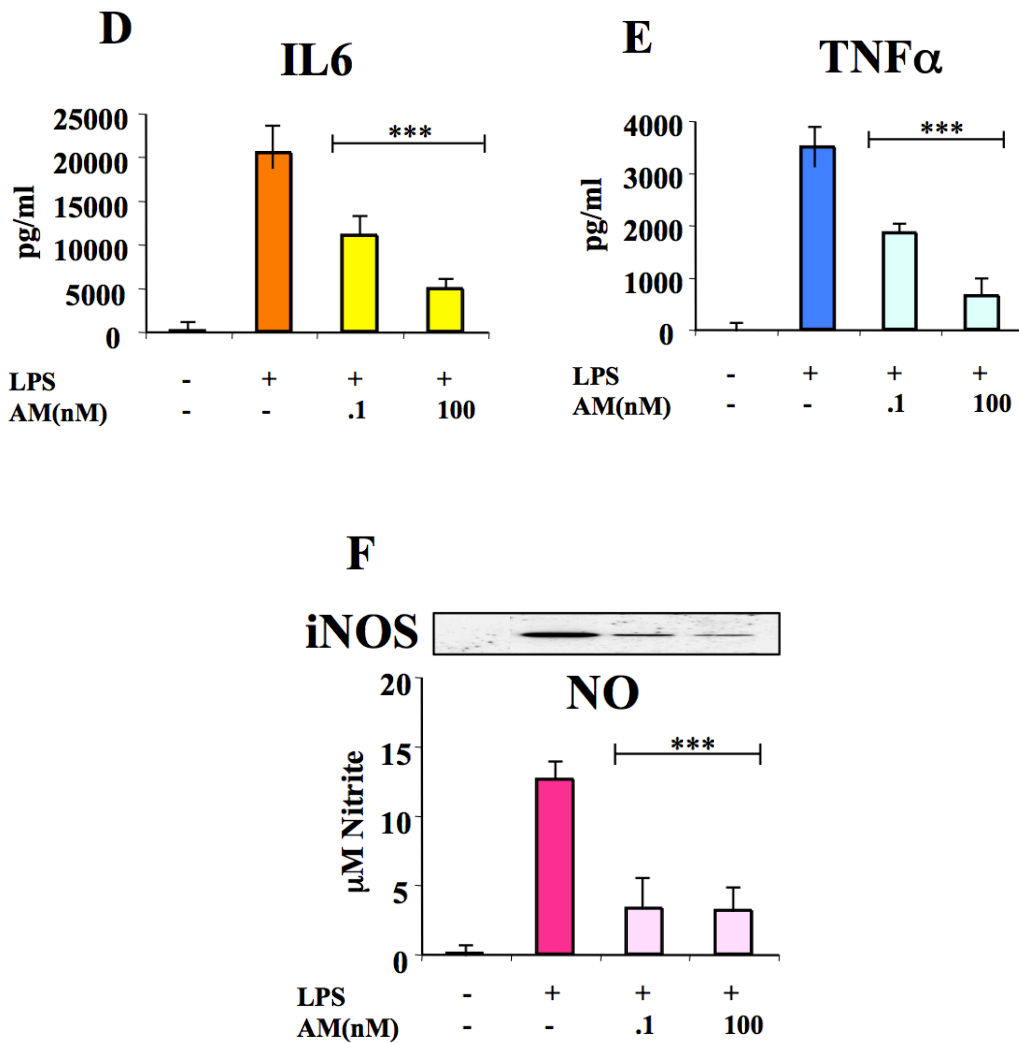 D
IL6
25000
20000
15000
10000
5000
0
pg/ml
***
LPS - + + +
AM(nM) - - .1 100
E
TNFα
4000
3000
2000
1000
0
pg/ml
***
LPS - + + +
AM(nM) - - .1 100
F
iNOS
NO
20
15
10
5
0
µM Nitrite
***
LPS - + + +
AM(nM) - - .1 100